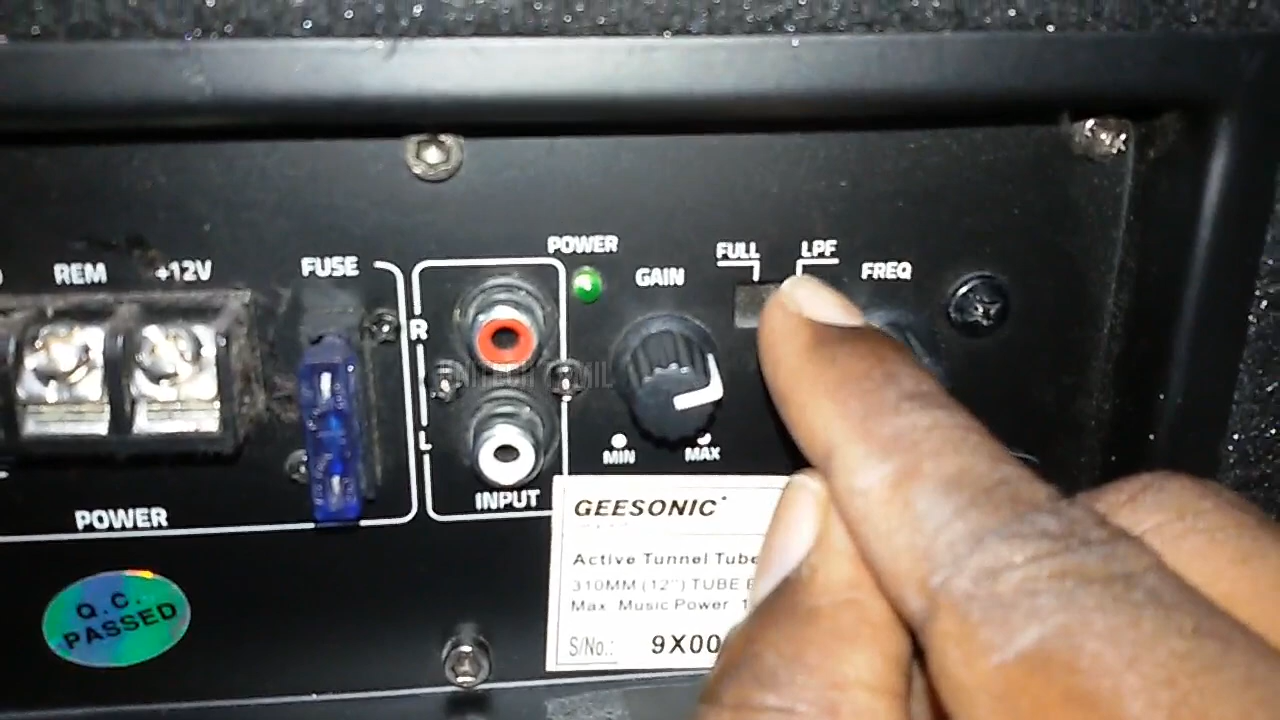 REM
+12V
FUSE
POWER
R
L
INPUT
POWER
GAIN
MIN
MAX
FULL
LPF
FREQ
Q.C.
PASSED
GEESONIC
Active Tunnel Tube
310MM (12") TUBE
Max. Music Power
S/No.: 9X00